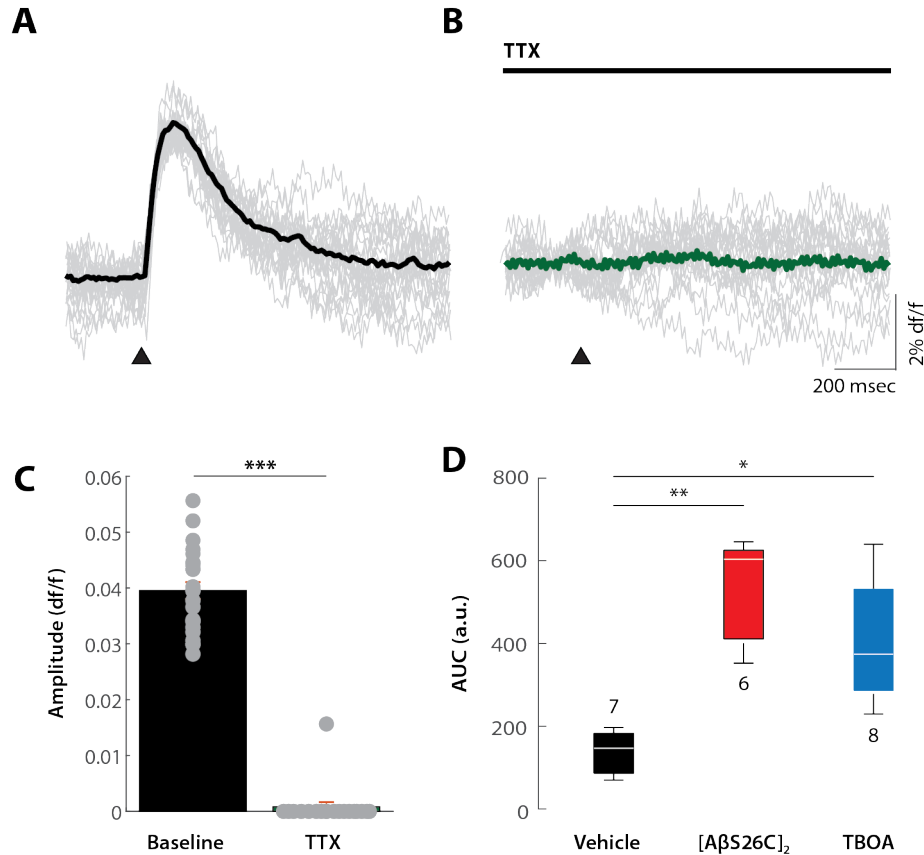 A
B
TTX
2% df/f
200 msec
C
***
0.06
0.05
0.04
0.03
0.02
0.01
0
Amplitude (df/f)
Baseline
TTX
D
*
**
800
600
400
200
0
AUC (a.u.)
7
6
8
Vehicle
[AβS26C]₂
TBOA